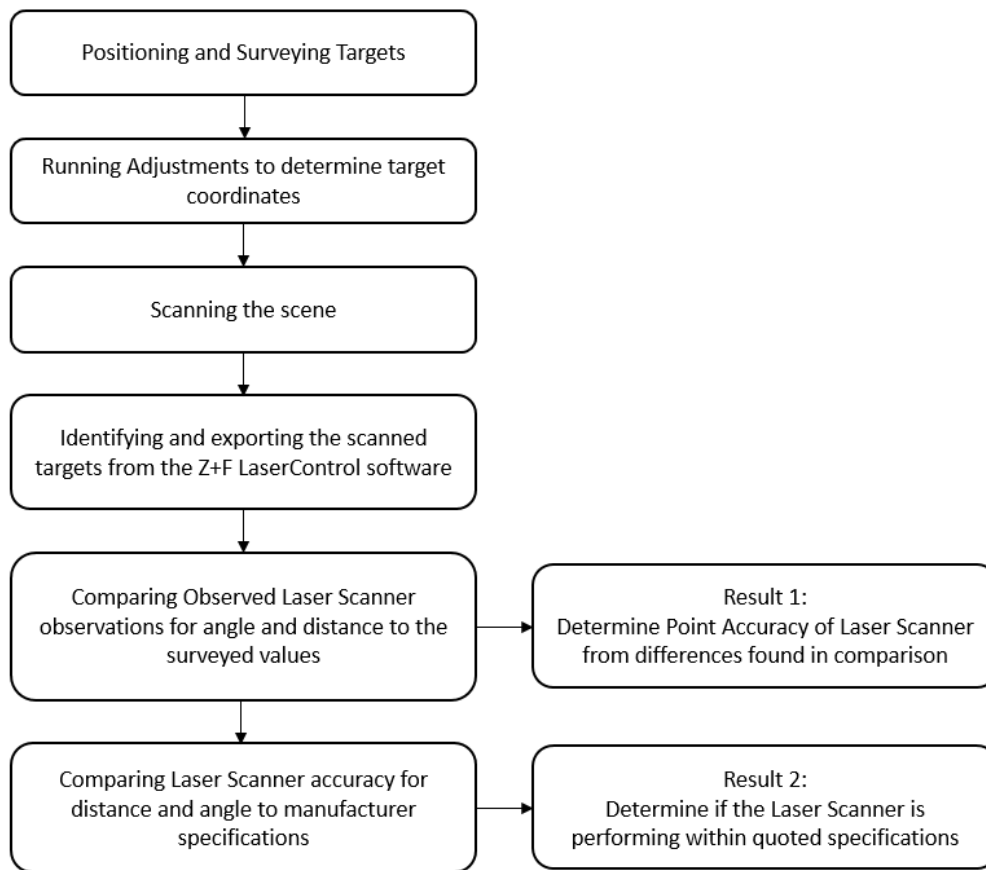 Positioning and Surveying Targets
Running Adjustments to determine target
coordinates
Scanning the scene
Identifying and exporting the scanned
targets from the Z+F LaserControl software
Comparing Observed Laser Scanner
observations for angle and distance to the
surveyed values
Result 1:
Determine Point Accuracy of Laser Scanner
from differences found in comparison
Comparing Laser Scanner accuracy for
distance and angle to manufacturer
specifications
Result 2:
Determine if the Laser Scanner is
performing within quoted specifications